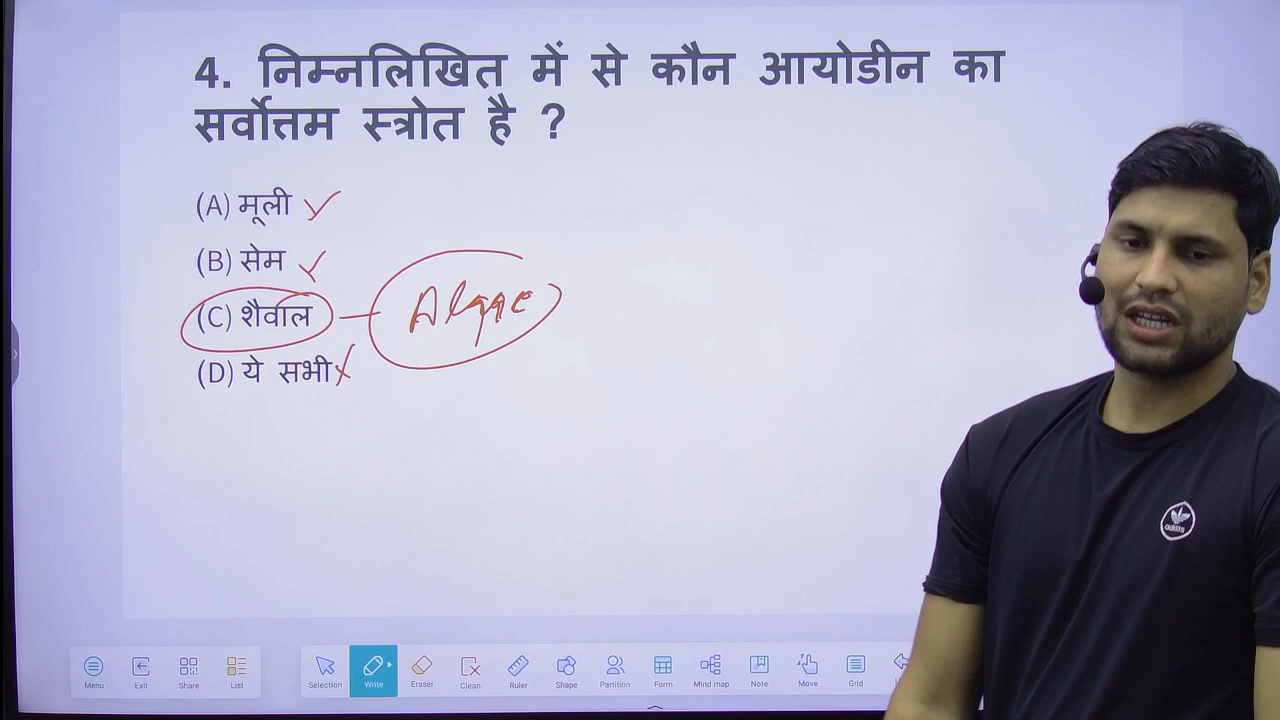 4. निम्नलिखित में से कौन आयोडीन का
सर्वोत्तम स्त्रोत है ?
(A) मूली
(B) सेम
(C) शैवाल
Algae
(D) ये सभी
adidas
Menu
Exit
Share
List
Selection
Write
Eraser
Clean
Ruler
Shape
Partition
Form
Mind map
Note
Move
Grid